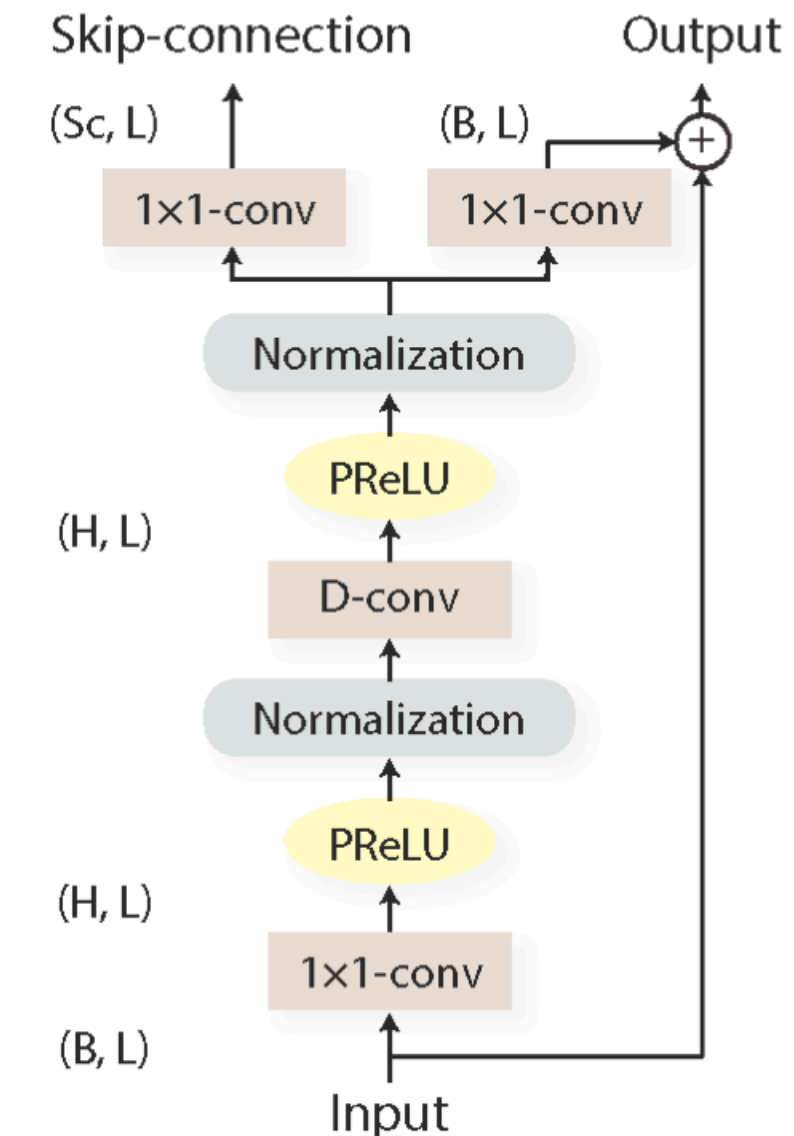 Skip-connection
Output
(Sc, L)
(B, L)
+
1×1-conv
1×1-conv
Normalization
PReLU
(H, L)
D-conv
Normalization
PReLU
(H, L)
1×1-conv
(B, L)
Input